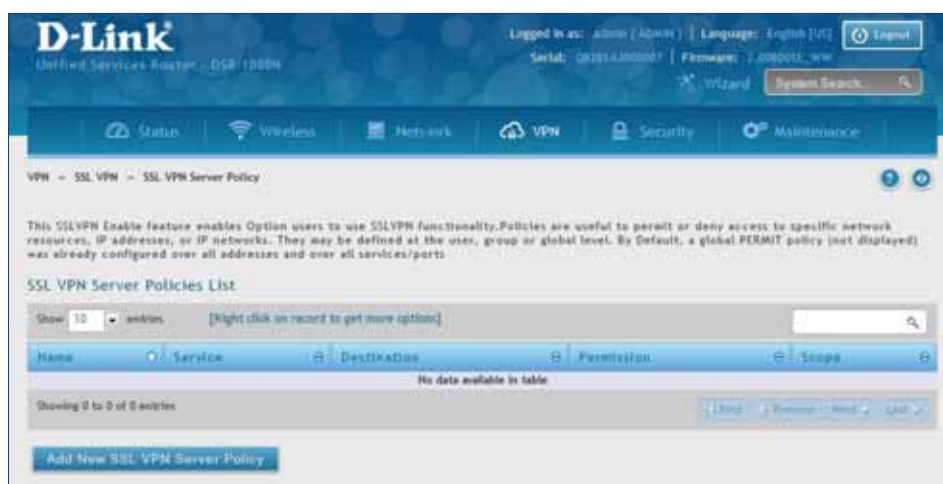 D-Link
Unified Services Router - DSR-1000N
Logged in as: admin ( ADMIN ) | Language: English [US]
Logout
Serial: | Firmware:
Wizard
System Search...
Status
Wireless
Network
VPN
Security
Maintenance
VPN » SSL VPN » SSL VPN Server Policy
This SSLVPN Enable feature enables Option users to use SSLVPN functionality.Policies are useful to permit or deny access to specific network
resources, IP addresses, or IP networks. They may be defined at the user, group or global level. By Default, a global PERMIT policy (not displayed)
was already configured over all addresses and over all services/ports
SSL VPN Server Policies List
Show 10 entries [Right click on record to get more options]
Name Service Destination Permission Scope
No data available in table
Showing 0 to 0 of 0 entries
First Previous Next Last
Add New SSL VPN Server Policy